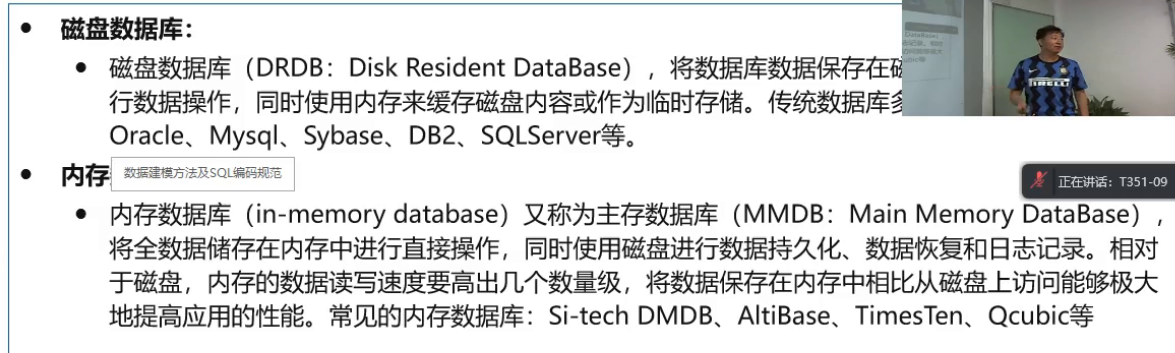 磁盘数据库：
磁盘数据库（DRDB：Disk Resident DataBase），将数据库数据保存在磁
行数据操作，同时使用内存来缓存磁盘内容或作为临时存储。传统数据库多
Oracle、Mysql、Sybase、DB2、SQLServer等。
内存
数据建模方法及SQL编码规范
正在讲话：T351-09
内存数据库（in-memory database）又称为主存数据库（MMDB：Main Memory DataBase），
将全数据储存在内存中进行直接操作，同时使用磁盘进行数据持久化、数据恢复和日志记录。相对
于磁盘，内存的数据读写速度要高出几个数量级，将数据保存在内存中相比从磁盘上访问能够极大
地提高应用的性能。常见的内存数据库：Si-tech DMDB、AltiBase、TimesTen、Qcubic等
PIRELLI